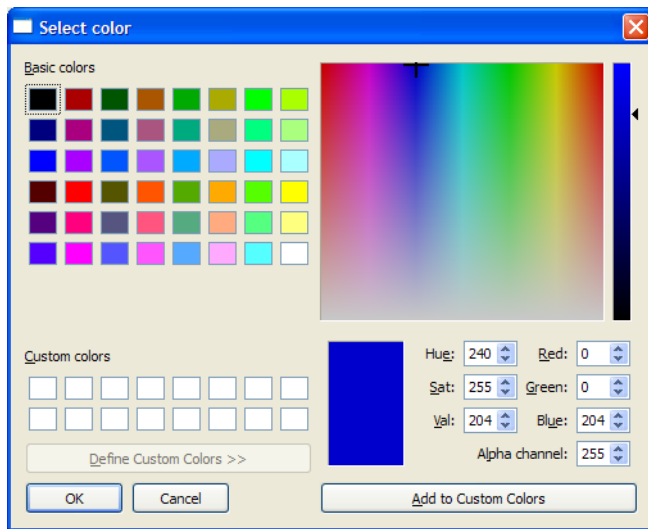 Select color
Basic colors
Custom colors
Define Custom Colors >>
OK
Cancel
Hue: 240 Red: 0
Sat: 255 Green: 0
Val: 204 Blue: 204
Alpha channel: 255
Add to Custom Colors